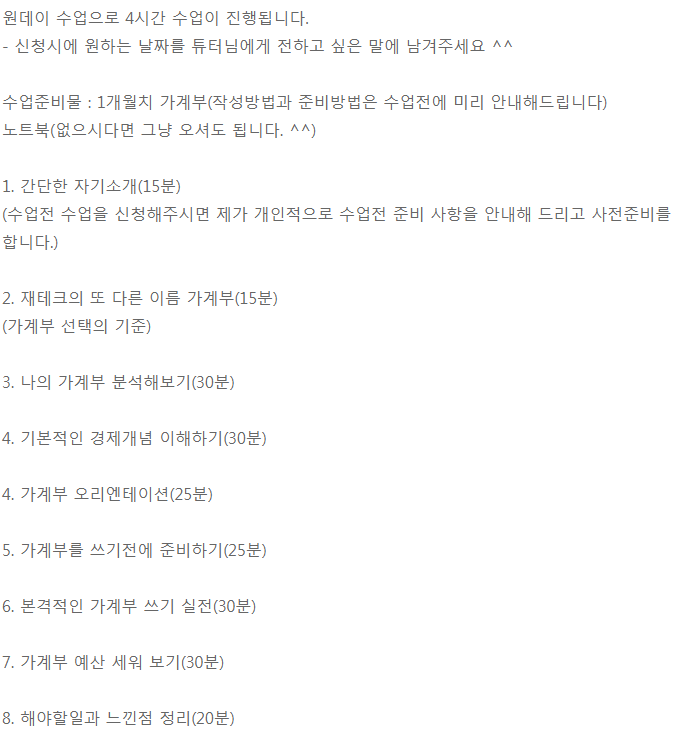 원데이 수업으로 4시간 수업이 진행됩니다.
- 신청시에 원하는 날짜를 튜터님에게 전하고 싶은 말에 남겨주세요 ^^
수업준비물 : 1개월치 가계부(작성방법과 준비방법은 수업전에 미리 안내해드립니다)
노트북(없으시다면 그냥 오셔도 됩니다. ^^)
1. 간단한 자기소개(15분)
(수업전 수업을 신청해주시면 제가 개인적으로 수업전 준비 사항을 안내해 드리고 사전준비를
합니다.)
2. 재테크의 또 다른 이름 가계부(15분)
(가계부 선택의 기준)
3. 나의 가계부 분석해보기(30분)
4. 기본적인 경제개념 이해하기(30분)
4. 가계부 오리엔테이션(25분)
5. 가계부를 쓰기전에 준비하기(25분)
6. 본격적인 가계부 쓰기 실전(30분)
7. 가계부 예산 세워 보기(30분)
8. 해야할일과 느낀점 정리(20분)